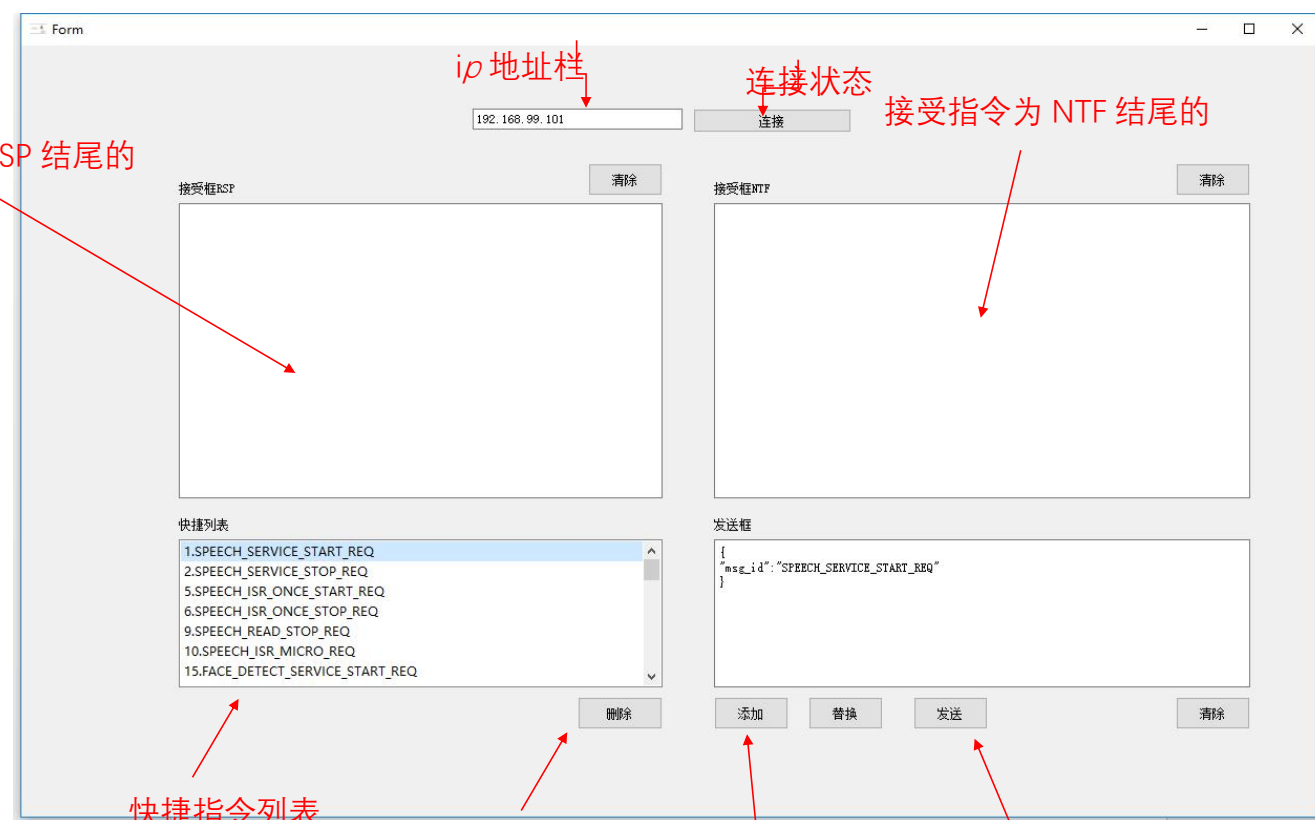 Form
ip 地址栏
连接状态
接受指令为 NTF 结尾的
192.168.99.101
连接
SP 结尾的
接受框RSP
清除
接受框NTF
清除
快捷列表
1.SPEECH_SERVICE_START_REQ
2.SPEECH_SERVICE_STOP_REQ
5.SPEECH_ISR_ONCE_START_REQ
6.SPEECH_ISR_ONCE_STOP_REQ
9.SPEECH_READ_STOP_REQ
10.SPEECH_ISR_MICRO_REQ
15.FACE_DETECT_SERVICE_START_REQ
发送框
{
"msg_id":"SPEECH_SERVICE_START_REQ"
}
删除
添加
替换
发送
清除
快捷指令列表